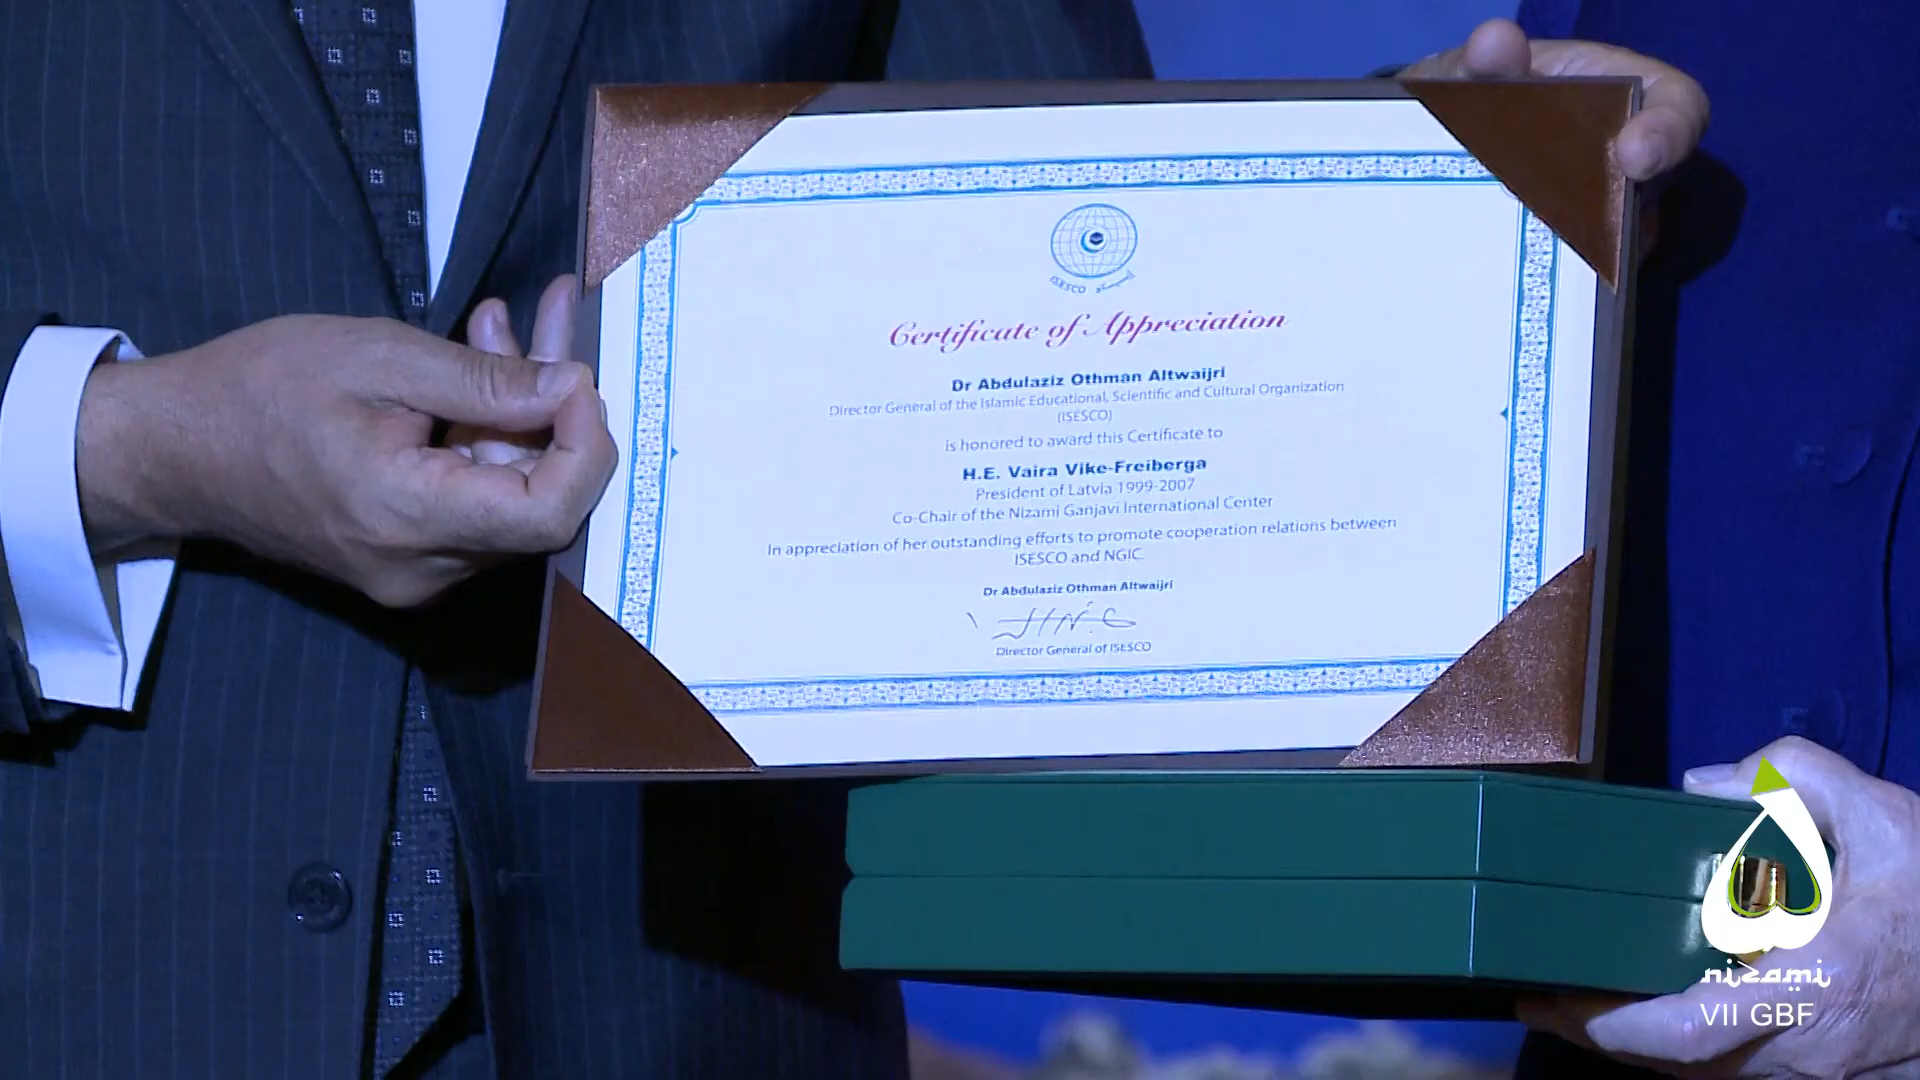 ISESCO
Certificate of Appreciation
Dr Abdulaziz Othman Altwaijri
Director General of the Islamic Educational, Scientific and Cultural Organization
(ISESCO)
is honored to award this Certificate to
H.E. Vaira Vike-Freiberga
President of Latvia 1999-2007
Co-Chair of the Nizami Ganjavi International Center
In appreciation of her outstanding efforts to promote cooperation relations between
ISESCO and NGIC
Dr Abdulaziz Othman Altwaijri
Director General of ISESCO
nizami
VII GBF